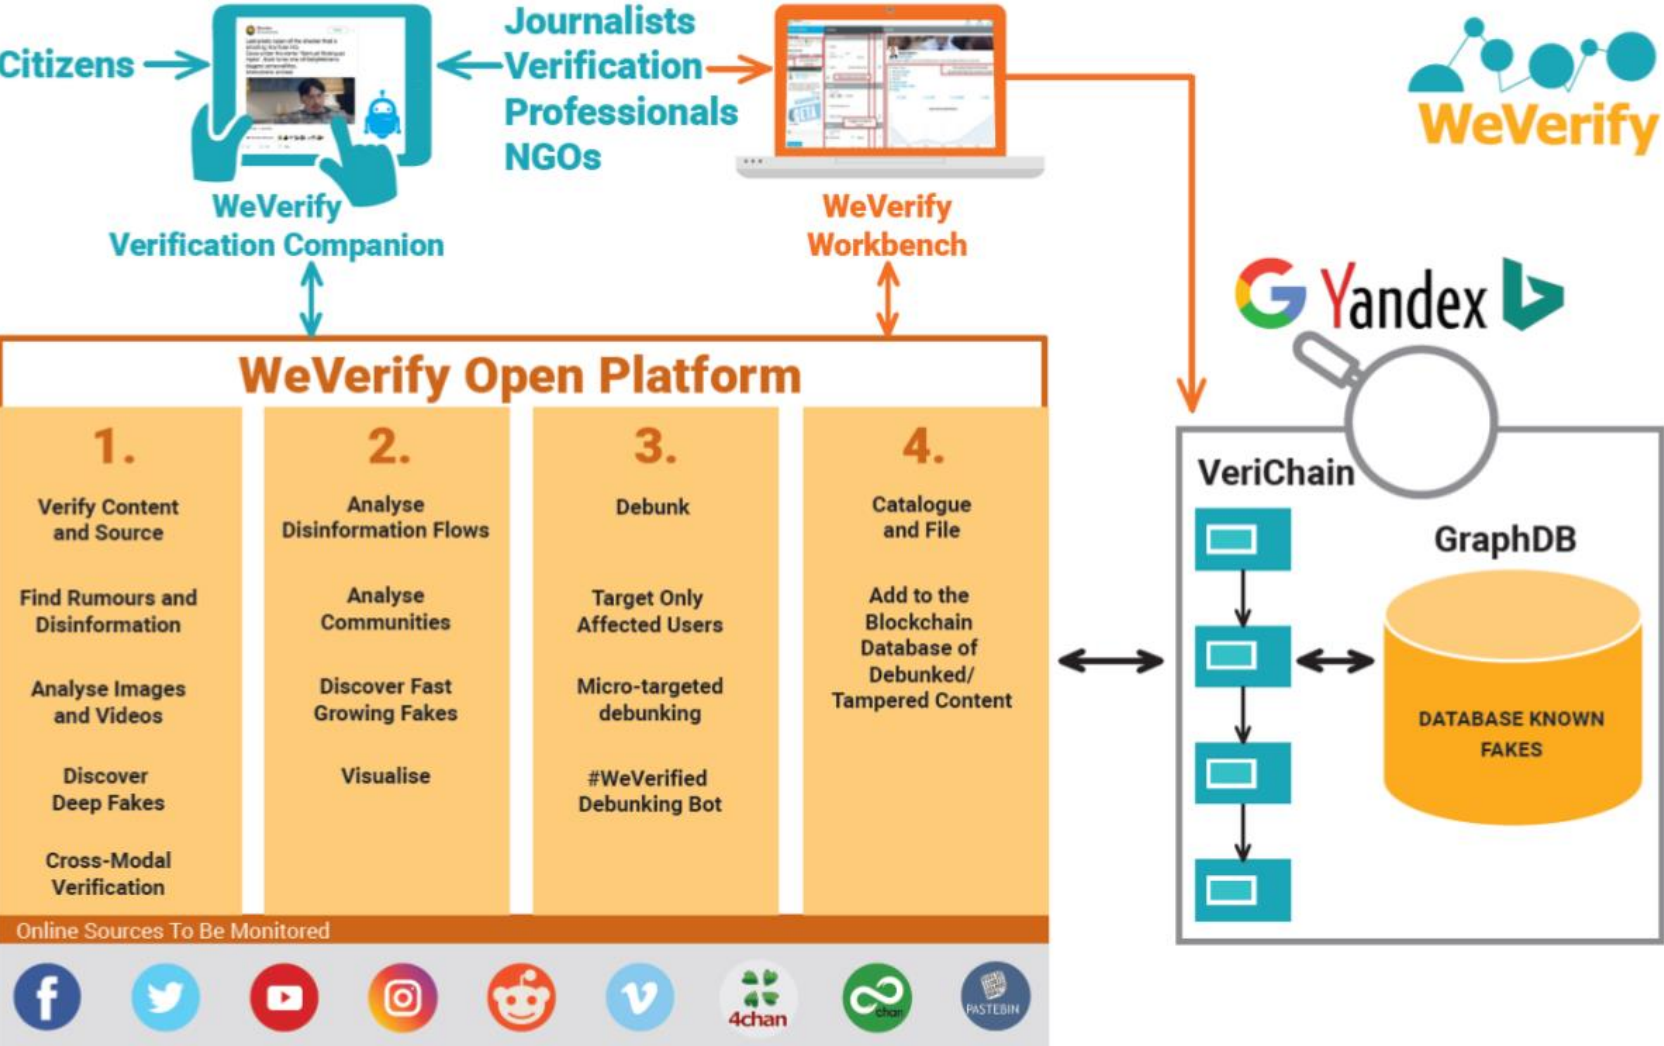 Citizens
Journalists
Verification
Professionals
NGOs
WeVerify
WeVerify
Verification Companion
WeVerify
Workbench
G Yandex b
WeVerify Open Platform
1.
Verify Content
and Source
Find Rumours and
Disinformation
Analyse Images
and Videos
Discover
Deep Fakes
Cross-Modal
Verification
2.
Analyse
Disinformation Flows
Analyse
Communities
Discover Fast
Growing Fakes
Visualise
3.
Debunk
Target Only
Affected Users
Micro-targeted
debunking
#WeVerified
Debunking Bot
4.
Catalogue
and File
Add to the
Blockchain
Database of
Debunked/
Tampered Content
VeriChain
GraphDB
DATABASE KNOWN
FAKES
Online Sources To Be Monitored
f
4chan
chan
PASTEBIN